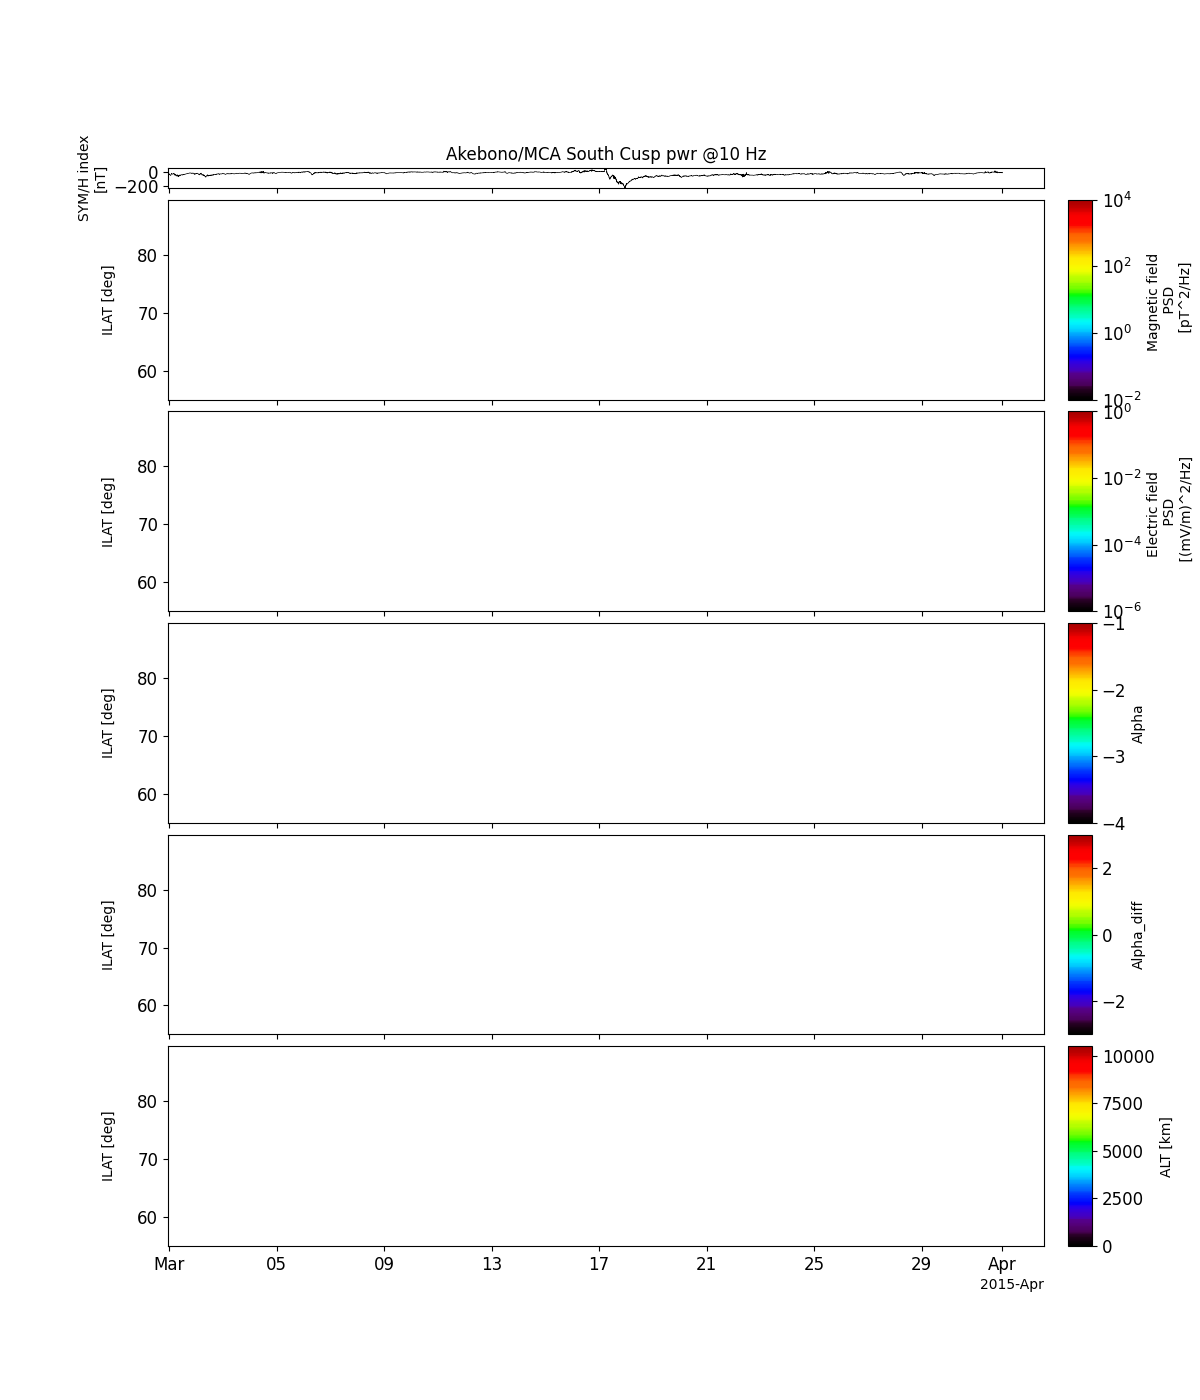 Akebono/MCA South Cusp pwr @10 Hz
SYM/H index
[nT]
0
−200
ILAT [deg]
80
70
60
10^4
10^2
10^0
10^−2
Magnetic field
PSD
[pT^2/Hz]
ILAT [deg]
80
70
60
10^0
10^−2
10^−4
10^−6
Electric field
PSD
[(mV/m)^2/Hz]
ILAT [deg]
80
70
60
−1
−2
−3
−4
Alpha
ILAT [deg]
80
70
60
2
0
−2
Alpha_diff
ILAT [deg]
80
70
60
10000
7500
5000
2500
0
ALT [km]
Mar 05 09 13 17 21 25 29 Apr
2015-Apr